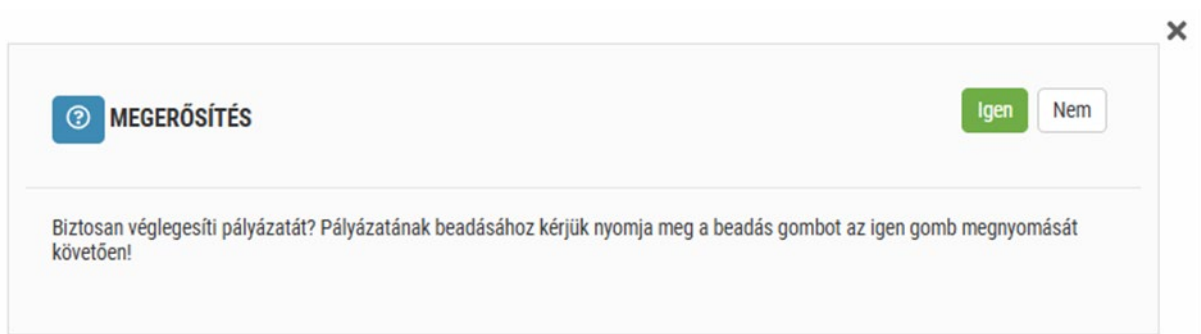 MEGERŐSÍTÉS
Igen
Nem
Biztosan véglegesíti pályázatát? Pályázatának beadásához kérjük nyomja meg a beadás gombot az igen gomb megnyomását
követően!